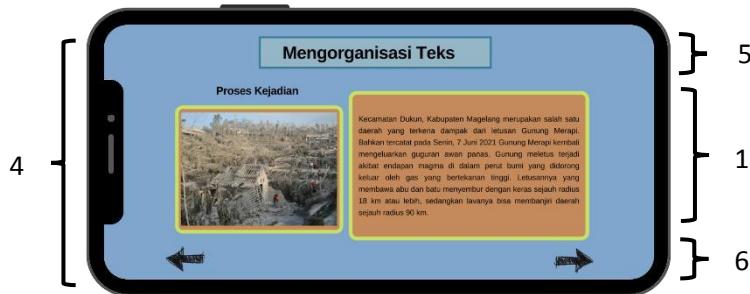 Mengorganisasi Teks
5
Proses Kejadian
Kecamatan Dukun, Kabupaten Magelang merupakan salah satu
daerah yang terkena dampak dari letusan Gunung Merapi.
Bahkan tercatat pada Senin, 7 Juni 2021 Gunung Merapi kembali
mengeluarkan guguran awan panas. Gunung meletus terjadi
akibat endapan magma di dalam perut bumi yang didorong
keluar oleh gas yang bertekanan tinggi. Letusannya yang
membawa abu dan batu menyembur dengan keras sejauh radius
18 km atau lebih, sedangkan lavanya bisa membanjiri daerah
sejauh radius 90 km.
4
1
6